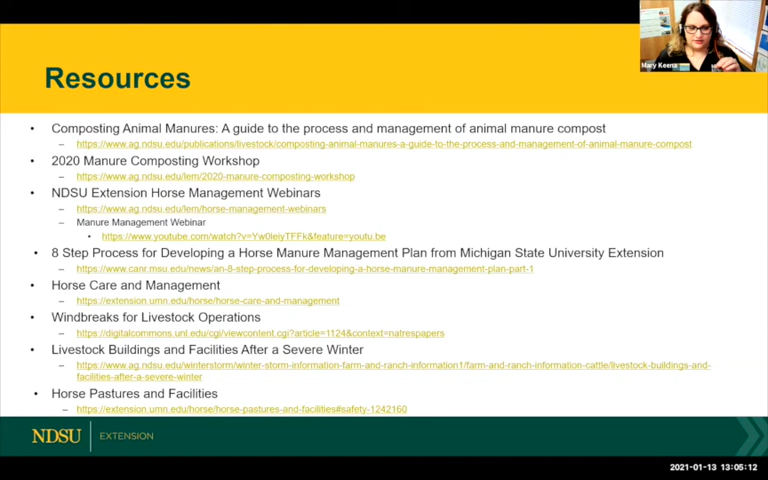 Mary Keena
Resources
• Composting Animal Manures: A guide to the process and management of animal manure compost
– https://www.ag.ndsu.edu/publications/livestock/composting-animal-manures-a-guide-to-the-process-and-management-of-animal-manure-compost
• 2020 Manure Composting Workshop
– https://www.ag.ndsu.edu/lem/2020-manure-composting-workshop
• NDSU Extension Horse Management Webinars
– https://www.ag.ndsu.edu/lem/horse-management-webinars
– Manure Management Webinar
• https://www.youtube.com/watch?v=Yw0leiyTFFk&feature=youtu.be
• 8 Step Process for Developing a Horse Manure Management Plan from Michigan State University Extension
– https://www.canr.msu.edu/news/an-8-step-process-for-developing-a-horse-manure-management-plan-part-1
• Horse Care and Management
– https://extension.umn.edu/horse/horse-care-and-management
• Windbreaks for Livestock Operations
– https://digitalcommons.unl.edu/cgi/viewcontent.cgi?article=1124&context=natrespapers
• Livestock Buildings and Facilities After a Severe Winter
– https://www.ag.ndsu.edu/winterstorm/winter-storm-information-farm-and-ranch-information1/farm-and-ranch-information-cattle/livestock-buildings-and-
facilities-after-a-severe-winter
• Horse Pastures and Facilities
– https://extension.umn.edu/horse/horse-pastures-and-facilities#safety-1242160
NDSU EXTENSION
2021-01-13 13:05:12